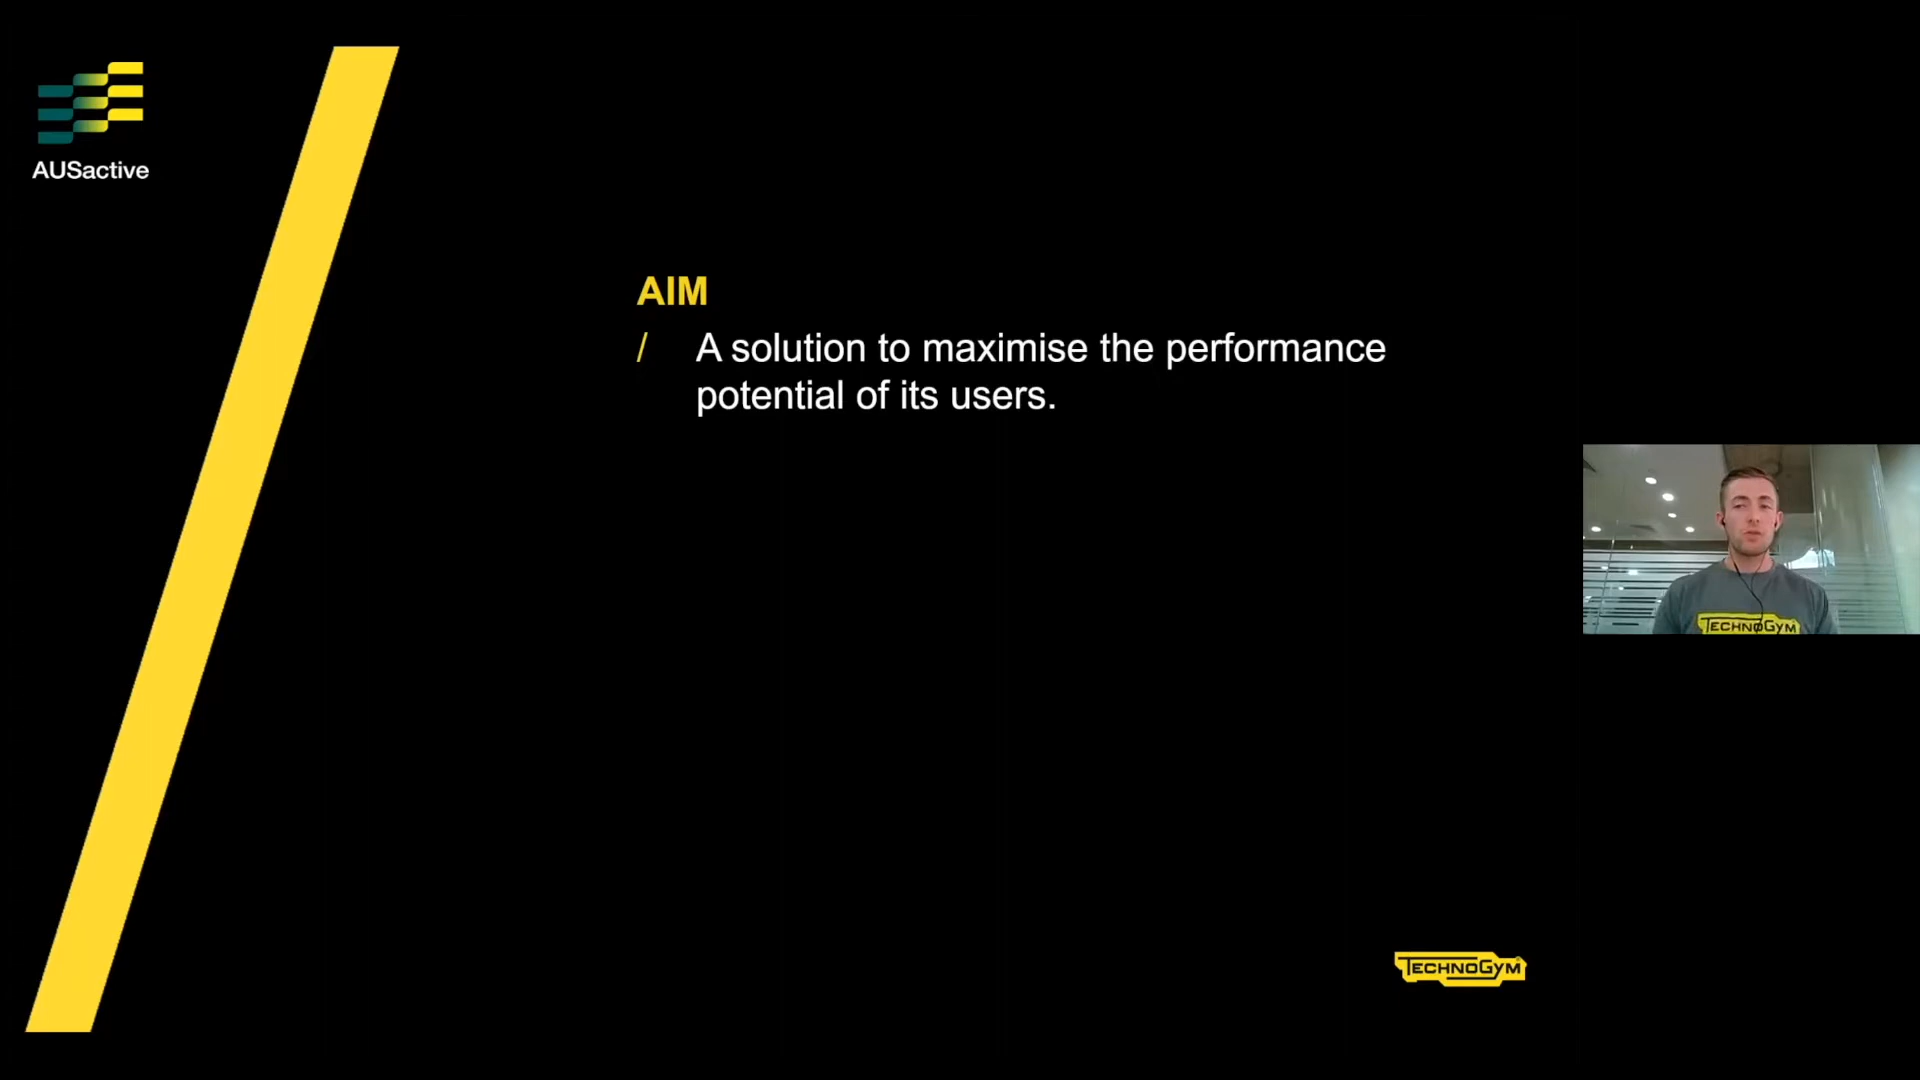 AUSactive
AIM
/ A solution to maximise the performance
potential of its users.
TECHNOGYM
TECHNOGYM